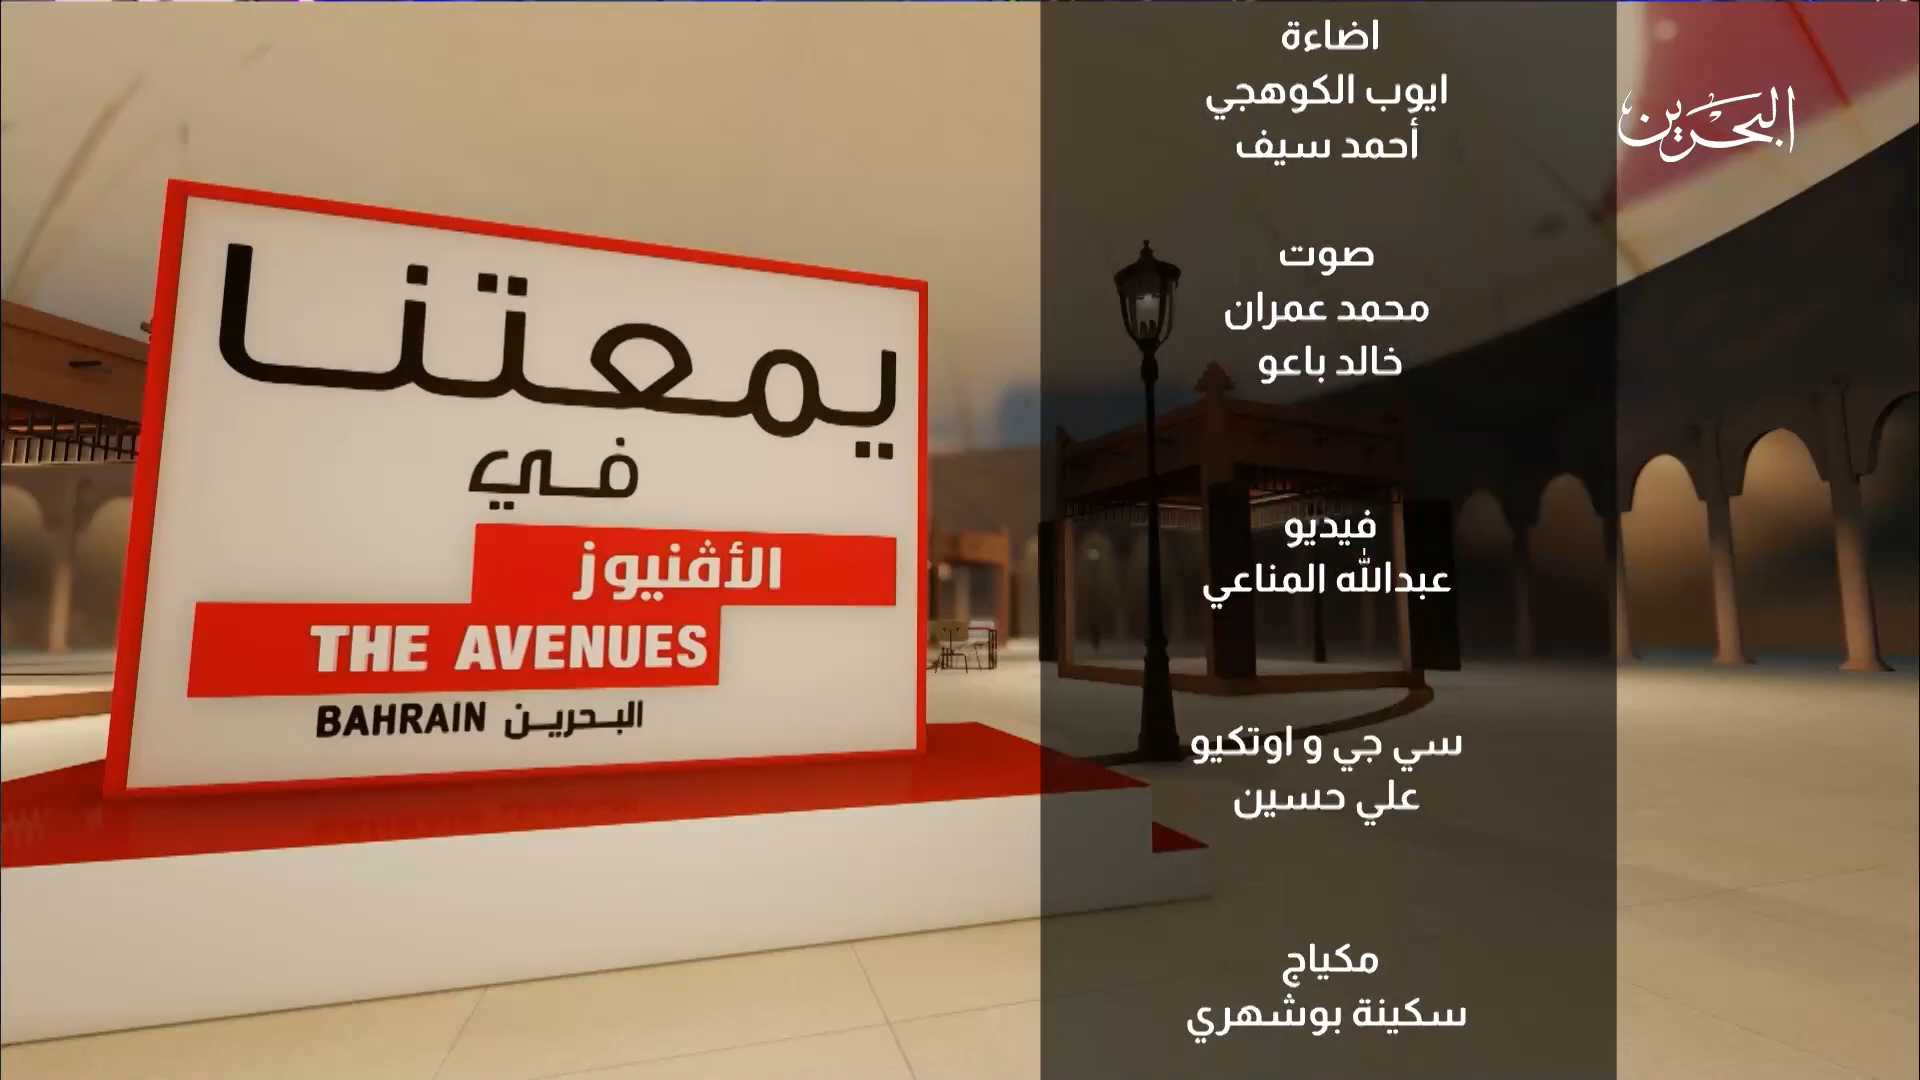 يمعتنا
في
الأڤنيوز
THE AVENUES
BAHRAIN البحرين
اضاءة
ايوب الكوهجي
أحمد سيف
صوت
محمد عمران
خالد باعو
فيديو
عبدالله المناعي
سي جي و اوتكيو
علي حسين
مكياج
سكينة بوشهري
البحرين